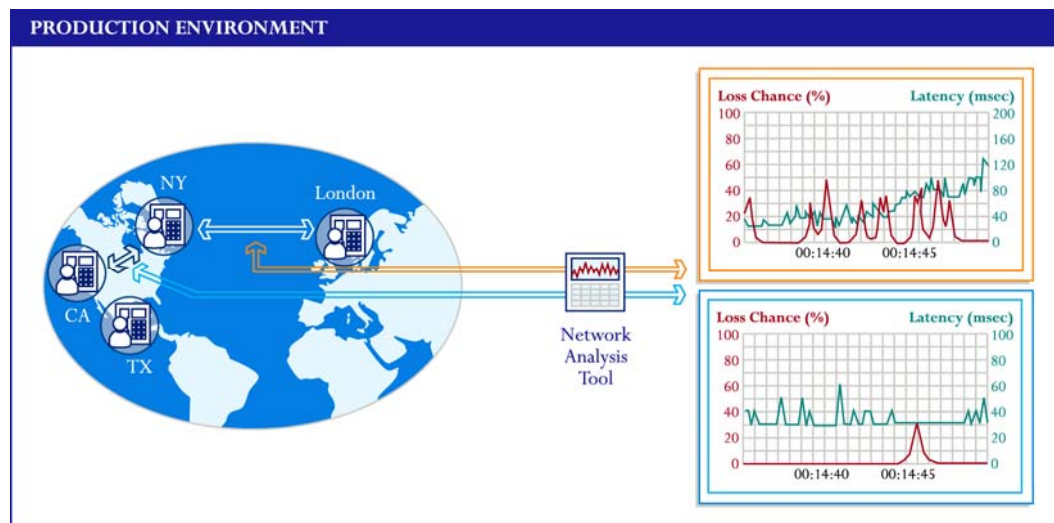 PRODUCTION ENVIRONMENT
NY
London
CA
TX
Network
Analysis
Tool
Loss Chance (%) Latency (msec)
100 200
80 160
60 120
40 80
20 40
0 0
00:14:40 00:14:45
Loss Chance (%) Latency (msec)
100 100
80 80
60 60
40 40
20 20
0 0
00:14:40 00:14:45